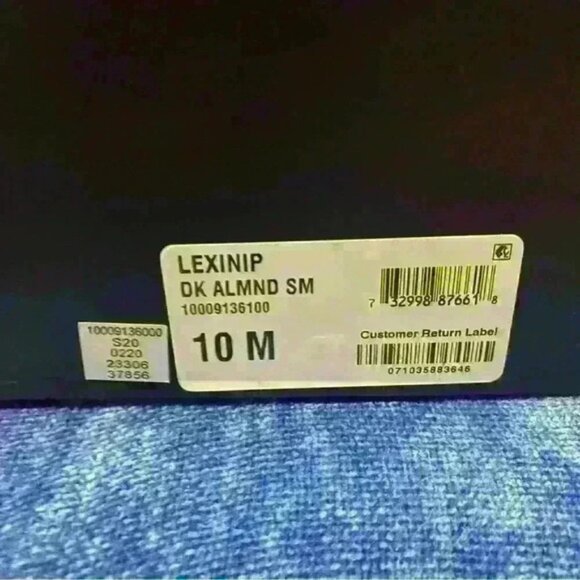 LEXINIP
DK ALMND SM
10009136100
10 M
7 32998 87661 8
Customer Return Label
071035883646
10009136000
S20
0220
23306
37856